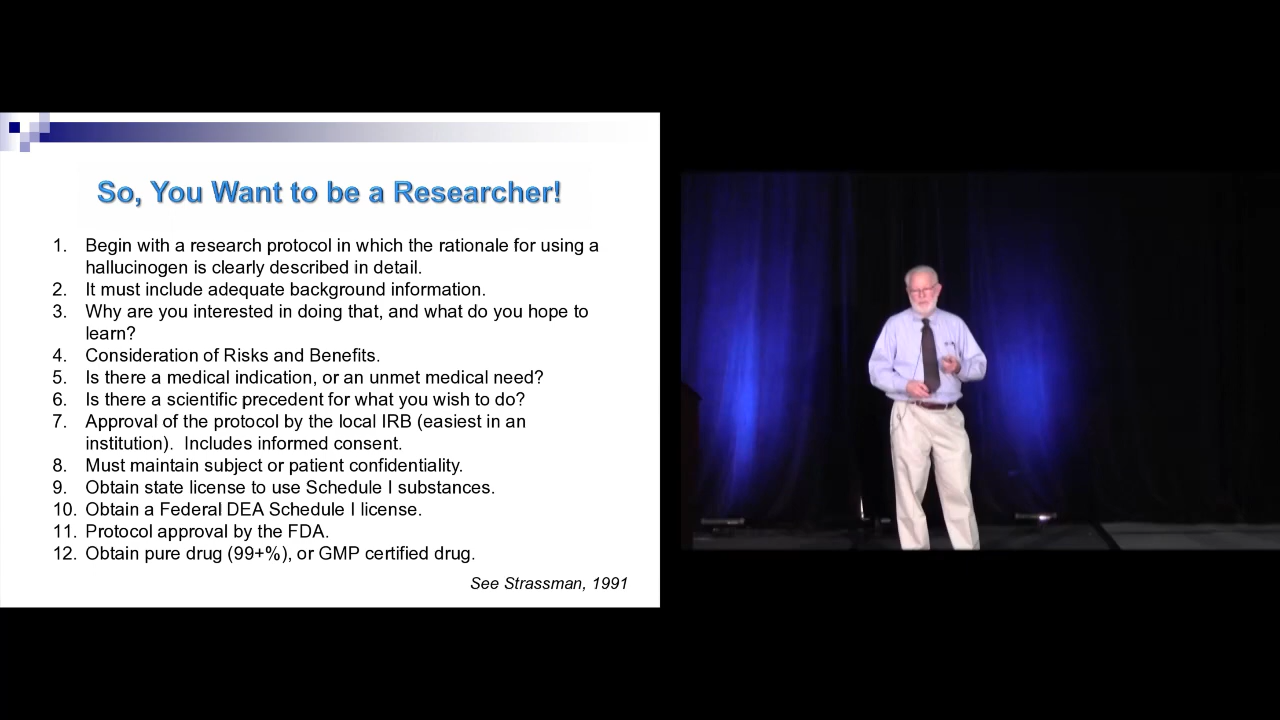 So, You Want to be a Researcher!
1. Begin with a research protocol in which the rationale for using a
hallucinogen is clearly described in detail.
2. It must include adequate background information.
3. Why are you interested in doing that, and what do you hope to
learn?
4. Consideration of Risks and Benefits.
5. Is there a medical indication, or an unmet medical need?
6. Is there a scientific precedent for what you wish to do?
7. Approval of the protocol by the local IRB (easiest in an
institution). Includes informed consent.
8. Must maintain subject or patient confidentiality.
9. Obtain state license to use Schedule I substances.
10. Obtain a Federal DEA Schedule I license.
11. Protocol approval by the FDA.
12. Obtain pure drug (99+%), or GMP certified drug.
See Strassman, 1991